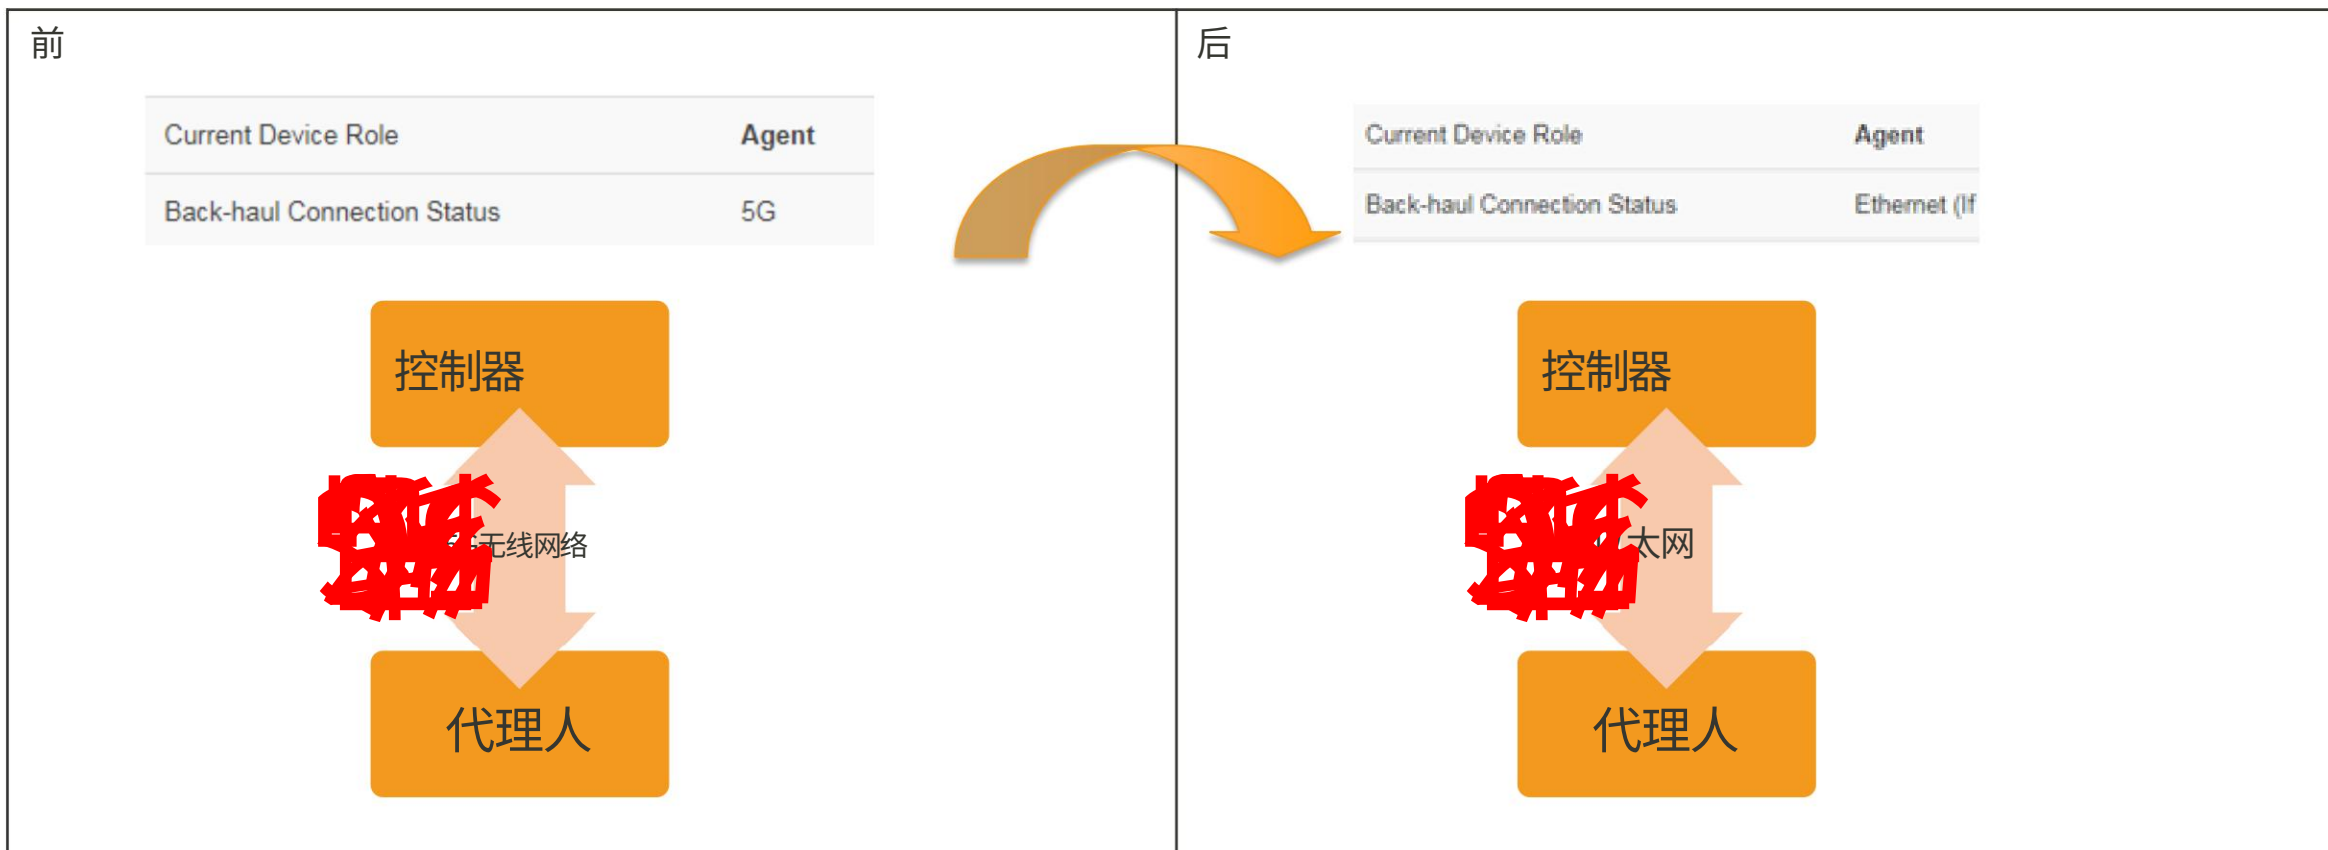 前
Current Device Role Agent
Back-haul Connection Status 5G
控制器
无线网络
代理人
后
Current Device Role Agent
Back-haul Connection Status Ethernet (If
控制器
太网
代理人